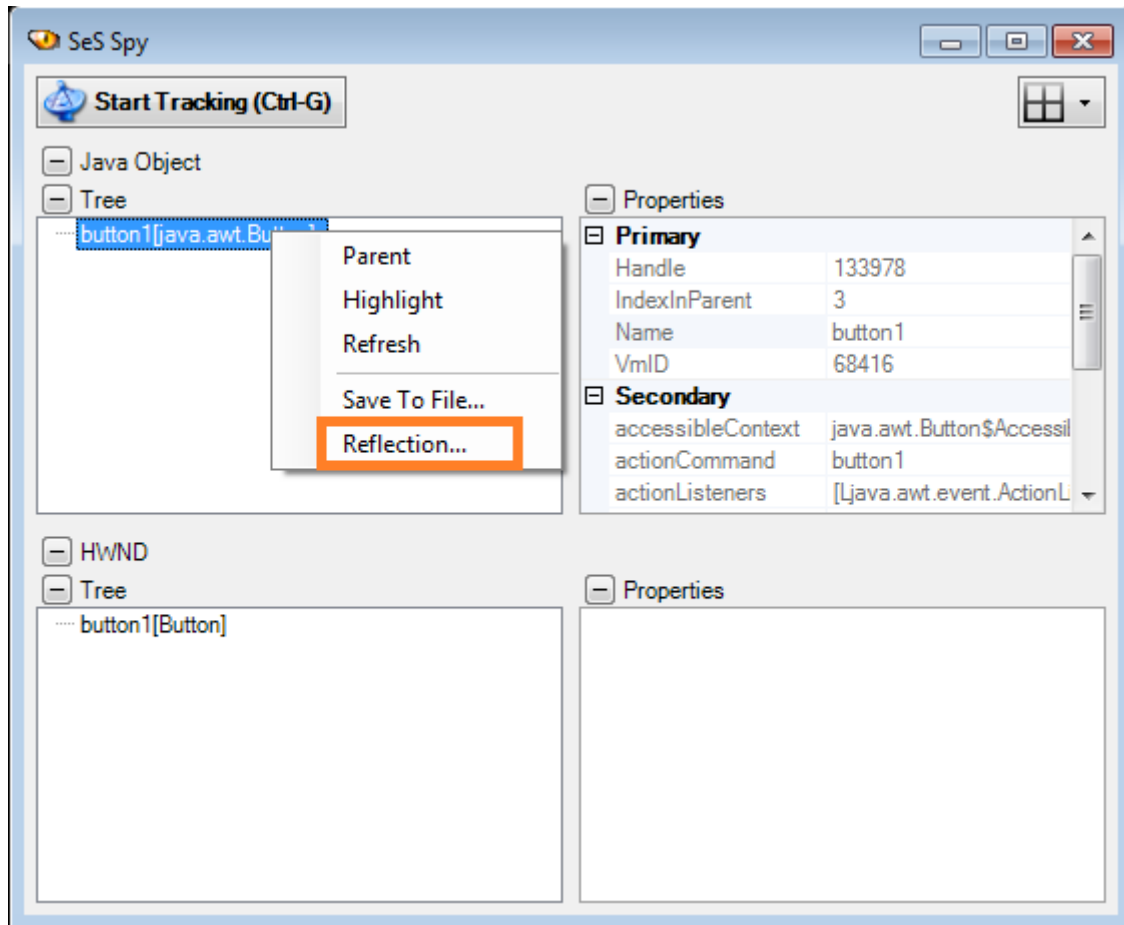 SeS Spy
Start Tracking (Ctrl-G)
Java Object
Tree
button1[java.awt.Bu
Parent
Highlight
Refresh
Save To File...
Reflection...
Properties
Primary
Handle 133978
IndexInParent 3
Name button1
VmID 68416
Secondary
accessibleContext java.awt.Button$Accessil
actionCommand button1
actionListeners [Ljava.awt.event.ActionLi
HWND
Tree
button1[Button]
Properties